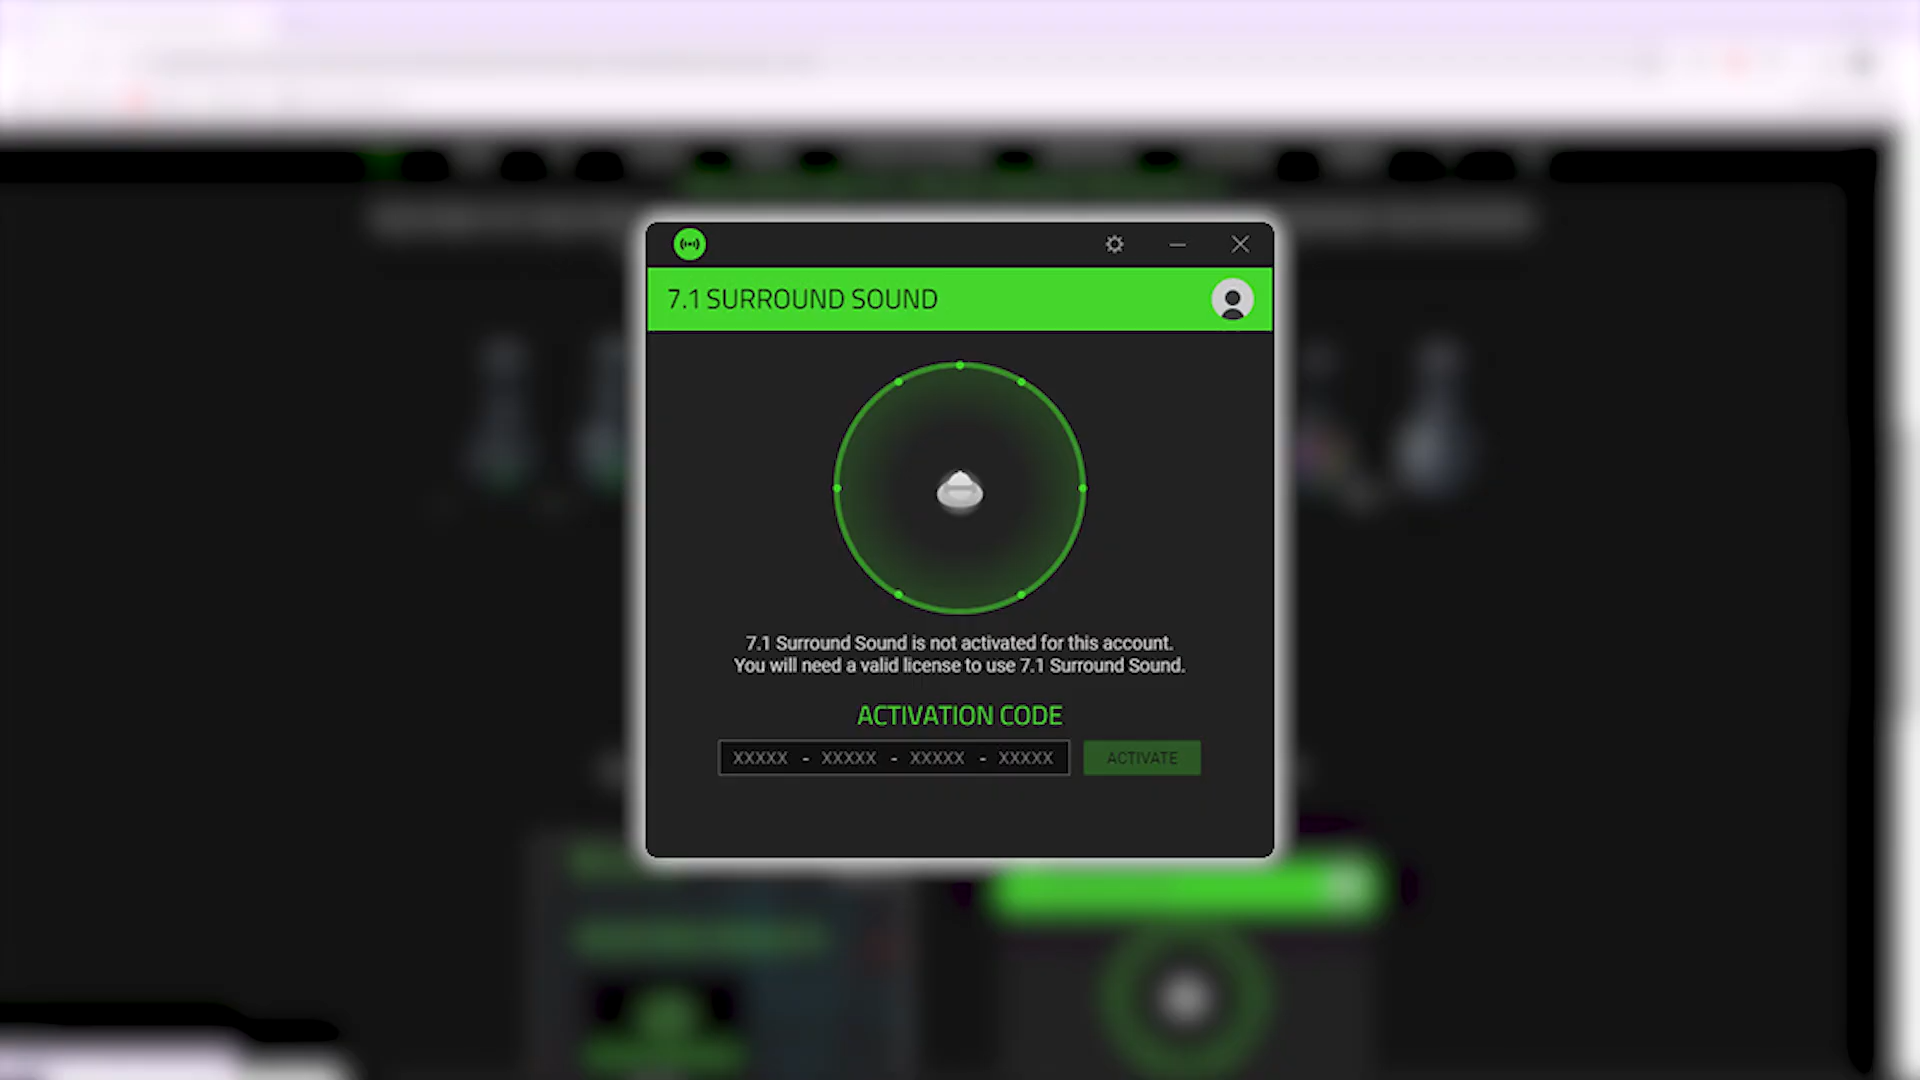 7.1 SURROUND SOUND
7.1 Surround Sound is not activated for this account.
You will need a valid license to use 7.1 Surround Sound.
ACTIVATION CODE
XXXXX - XXXXX - XXXXX - XXXXX
ACTIVATE